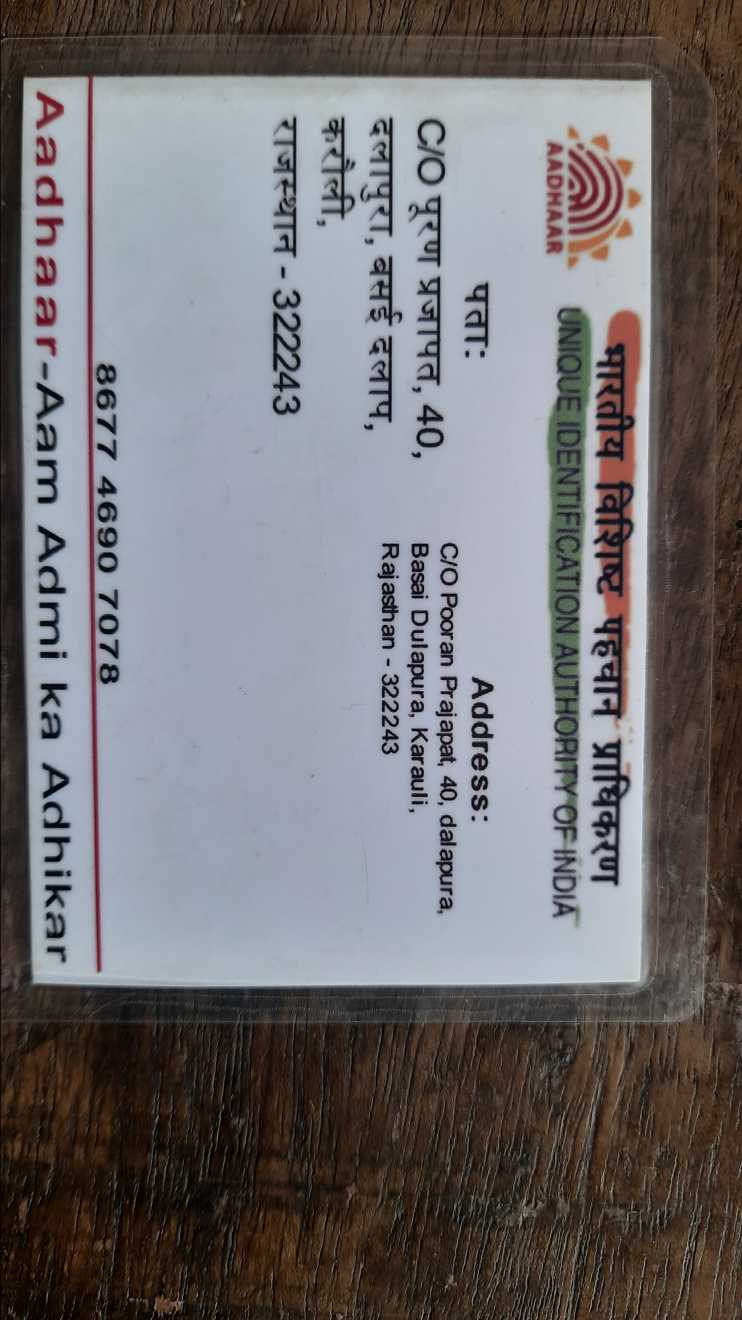 भारतीय विशिष्ट पहचान प्राधिकरण
UNIQUE IDENTIFICATION AUTHORITY OF INDIA
AADHAAR
पता:
C/O पूरण प्रजापत, 40,
दलापुरा, बसई दलाप,
करौली,
राजस्थान - 322243
Address:
C/O Pooran Prajapat, 40, dalapura,
Basai Dulapura, Karauli,
Rajasthan - 322243
8677 4690 7078
Aadhaar-Aam Admi ka Adhikar